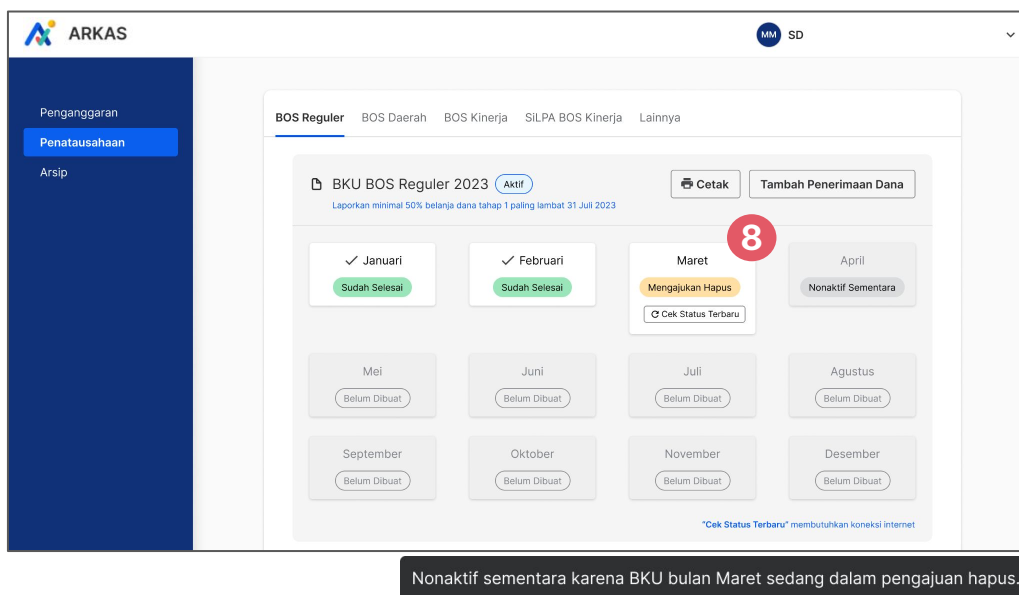 ARKAS
MM SD
Penganggaran
Penatausahaan
Arsip
BOS Reguler BOS Daerah BOS Kinerja SiLPA BOS Kinerja Lainnya
BKU BOS Reguler 2023 Aktif
Cetak Tambah Penerimaan Dana
Laporkan minimal 50% belanja dana tahap 1 paling lambat 31 Juli 2023
8
Januari Februari Maret April
Sudah Selesai Sudah Selesai Mengajukan Hapus Nonaktif Sementara
Cek Status Terbaru
Mei Juni Juli Agustus
Belum Dibuat Belum Dibuat Belum Dibuat Belum Dibuat
September Oktober November Desember
Belum Dibuat Belum Dibuat Belum Dibuat Belum Dibuat
"Cek Status Terbaru" membutuhkan koneksi internet
Nonaktif sementara karena BKU bulan Maret sedang dalam pengajuan hapus.